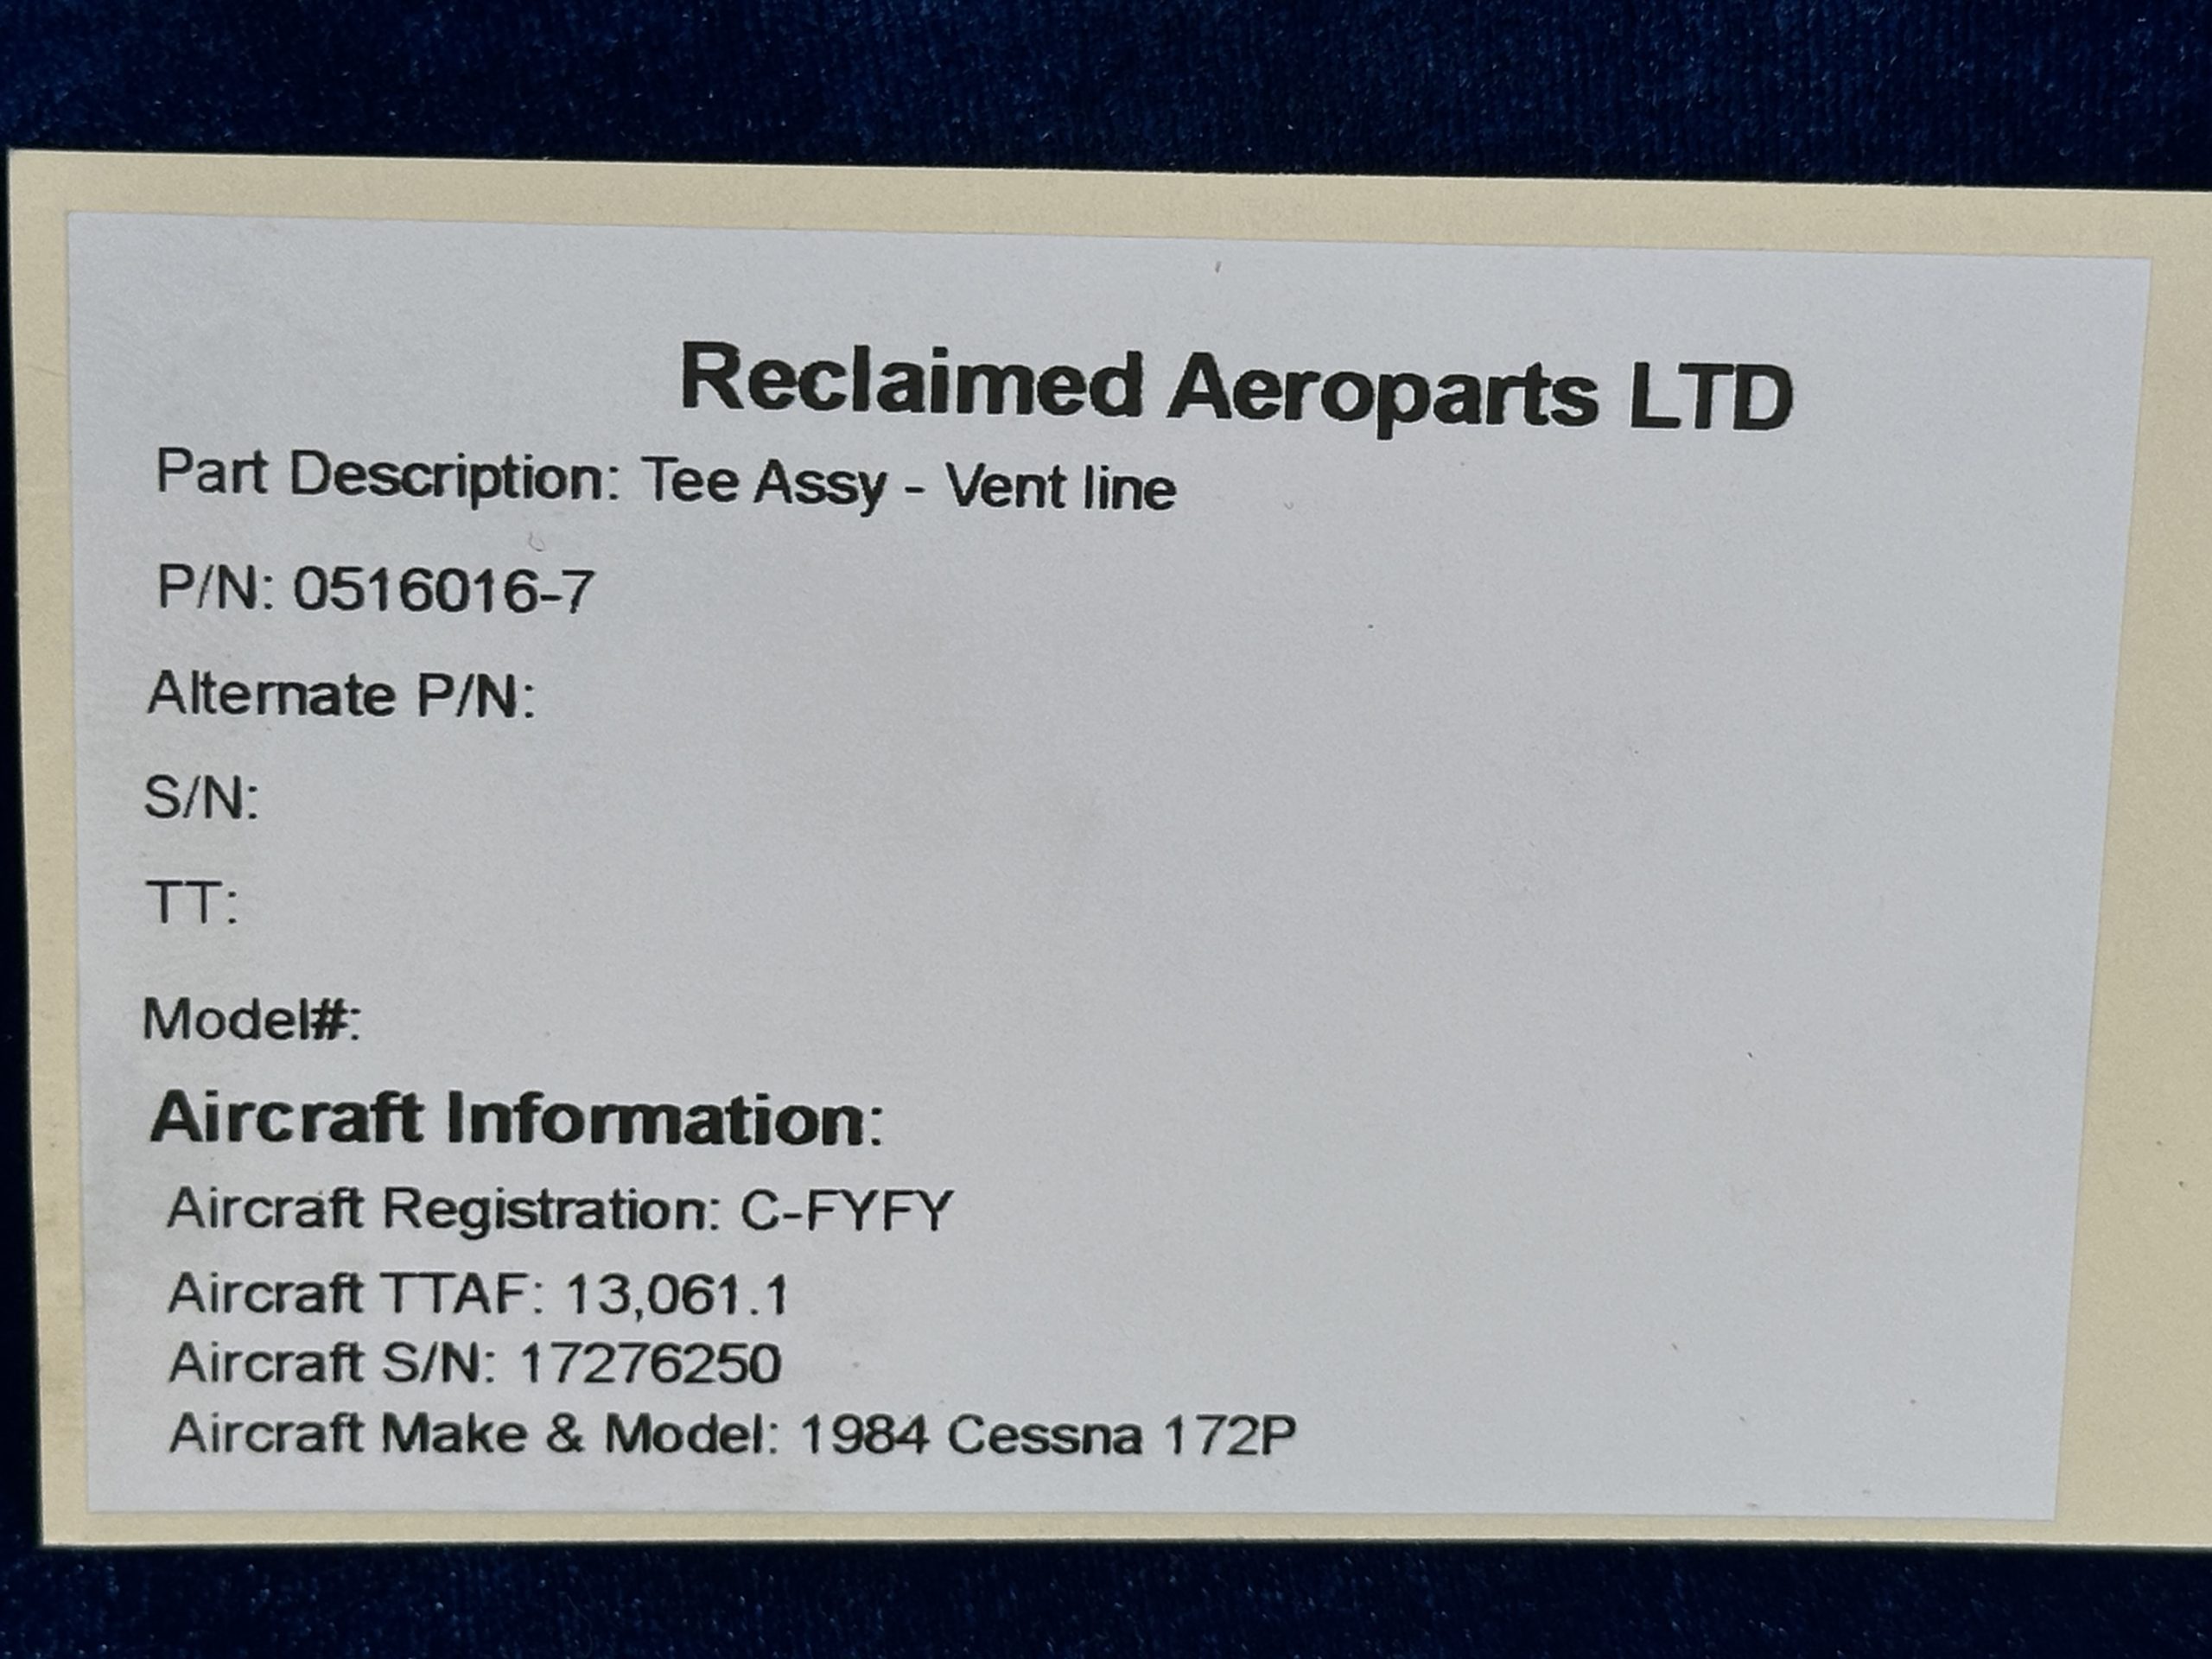 Reclaimed Aeroparts LTD
Part Description: Tee Assy - Vent line
P/N: 0516016-7
Alternate P/N:
S/N:
TT:
Model#:
Aircraft Information:
Aircraft Registration: C-FYFY
Aircraft TTAF: 13,061.1
Aircraft S/N: 17276250
Aircraft Make & Model: 1984 Cessna 172P